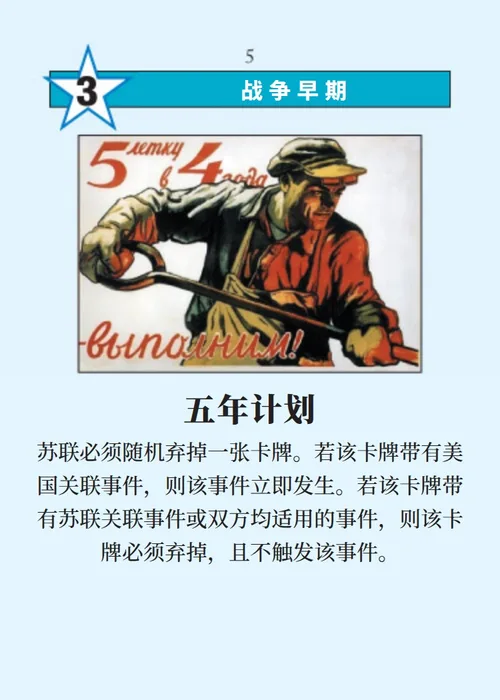 5
3
战争早期
5 летку
в 4 года
-выполним!
五年计划
苏联必须随机弃掉一张卡牌。若该卡牌带有美
国关联事件，则该事件立即发生。若该卡牌带
有苏联关联事件或双方均适用的事件，则该卡
牌必须弃掉，且不触发该事件。